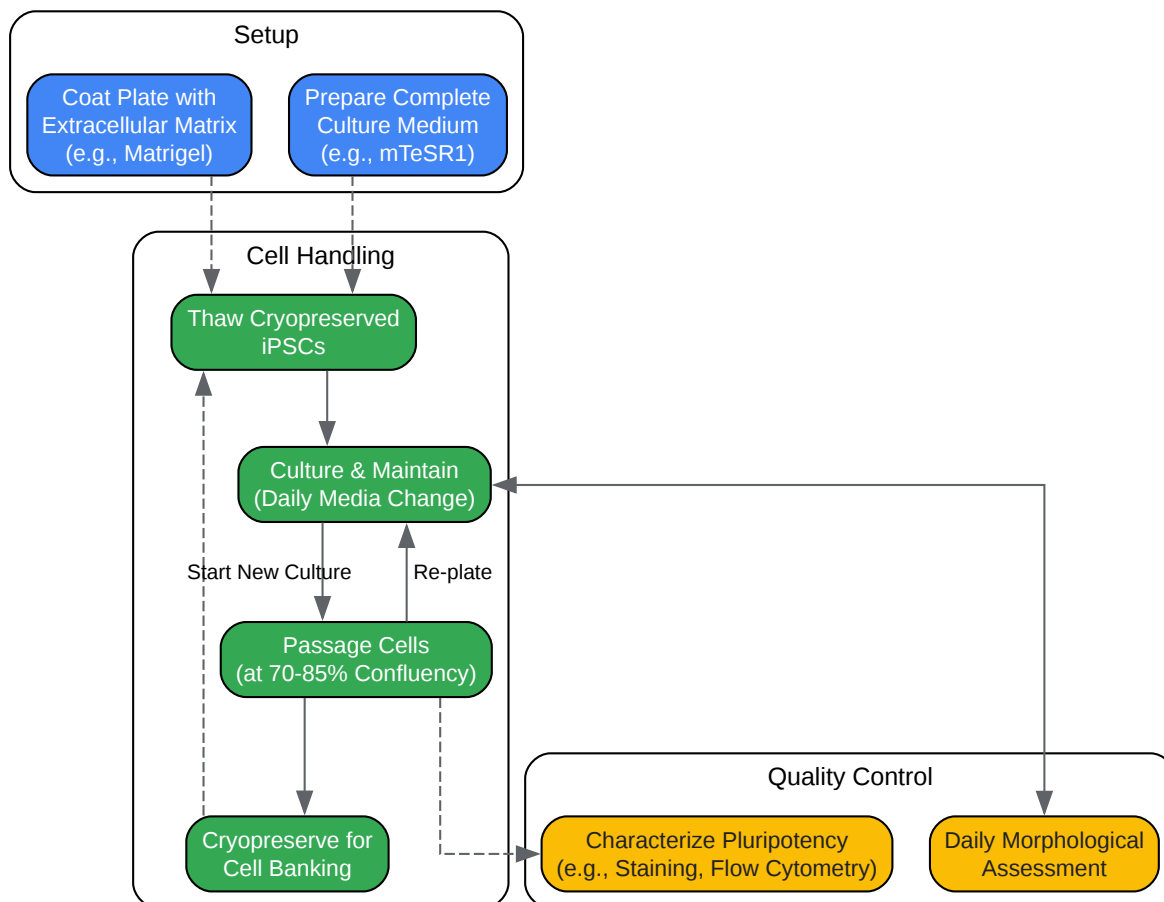 Setup
Coat Plate with
Extracellular Matrix
(e.g., Matrigel)
Prepare Complete
Culture Medium
(e.g., mTeSR1)
Cell Handling
Thaw Cryopreserved
iPSCs
Culture & Maintain
(Daily Media Change)
Start New Culture
Re-plate
Passage Cells
(at 70-85% Confluency)
Cryopreserve for
Cell Banking
Quality Control
Characterize Pluripotency
(e.g., Staining, Flow Cytometry)
Daily Morphological
Assessment